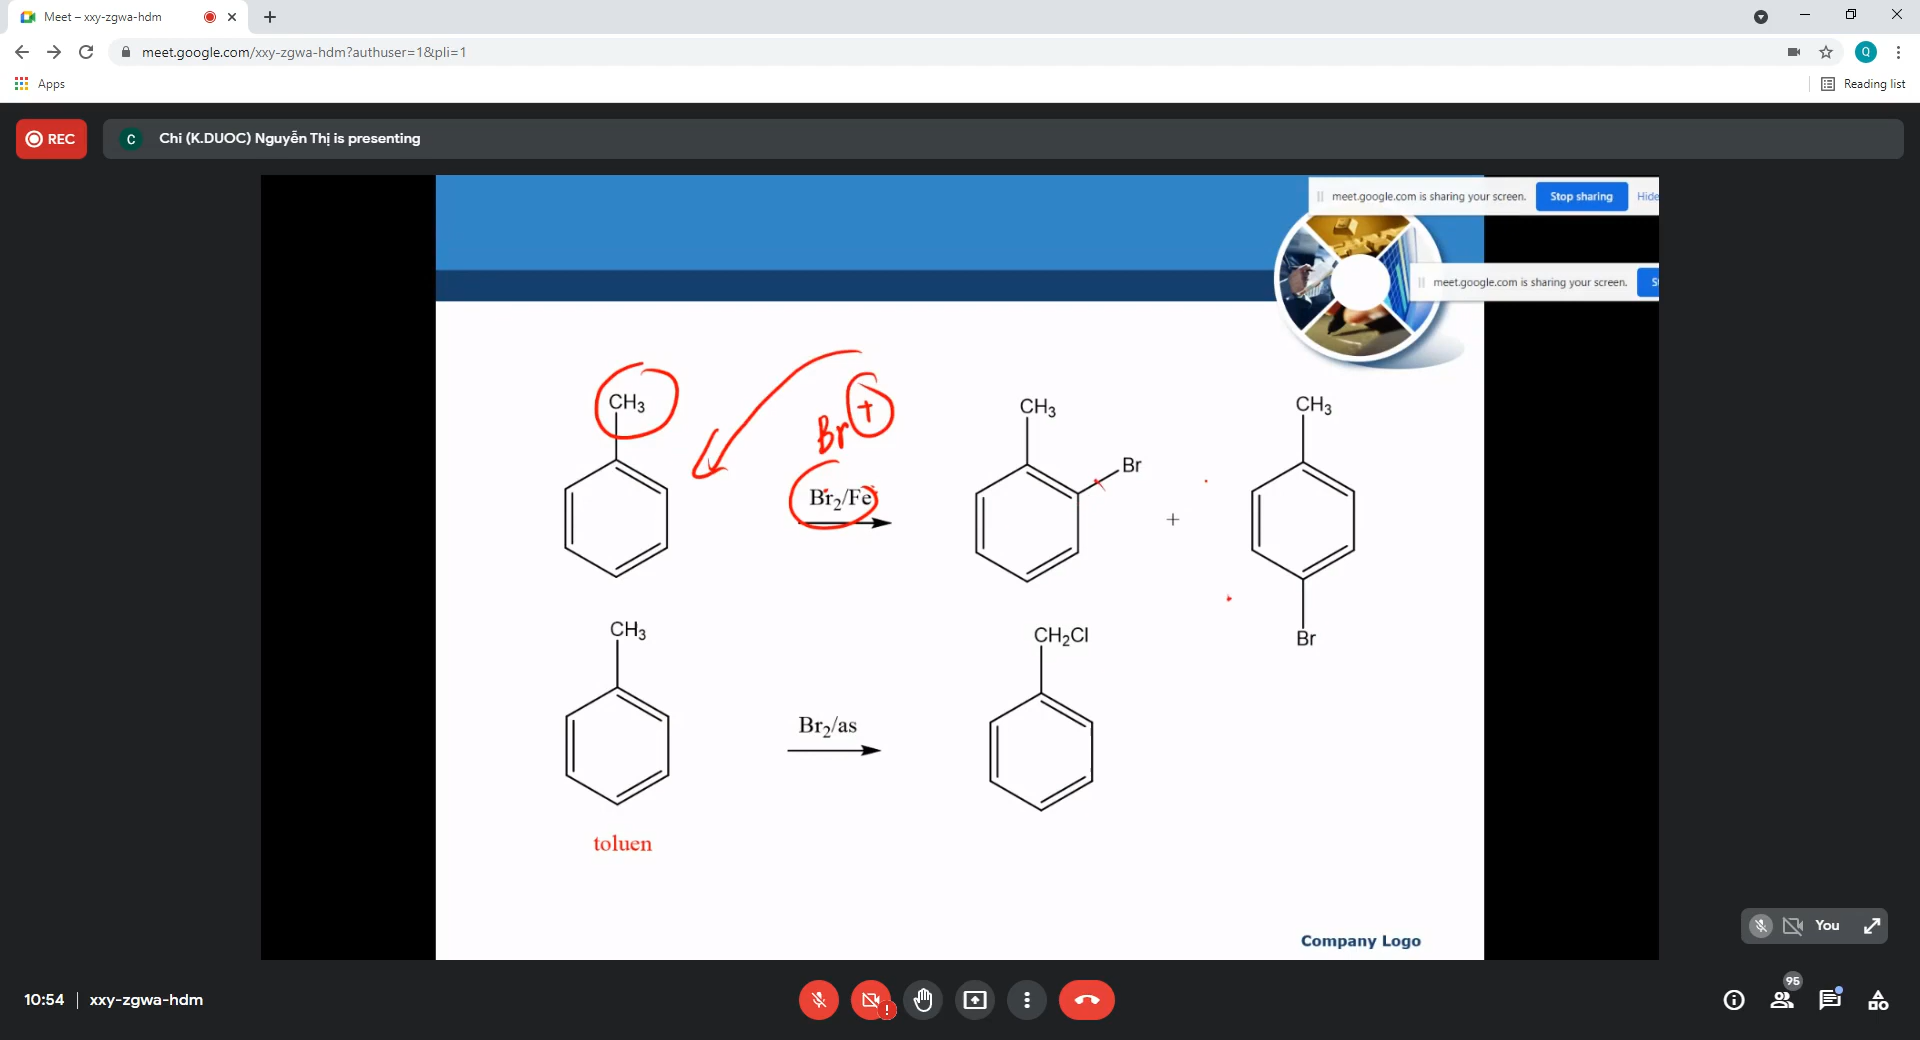 Meet – xxy-zgwa-hdm
meet.google.com/xxy-zgwa-hdm?authuser=1&pli=1
Q
Apps
Reading list
REC
C
Chi (K.DUOC) Nguyễn Thị is presenting
meet.google.com is sharing your screen.
Stop sharing
Hide
meet.google.com is sharing your screen.
S
CH3
Br +
Br2/Fe
CH3
Br
+
CH3
Br
CH3
Br2/as
CH2Cl
toluen
Company Logo
You
10:54 | xxy-zgwa-hdm
95